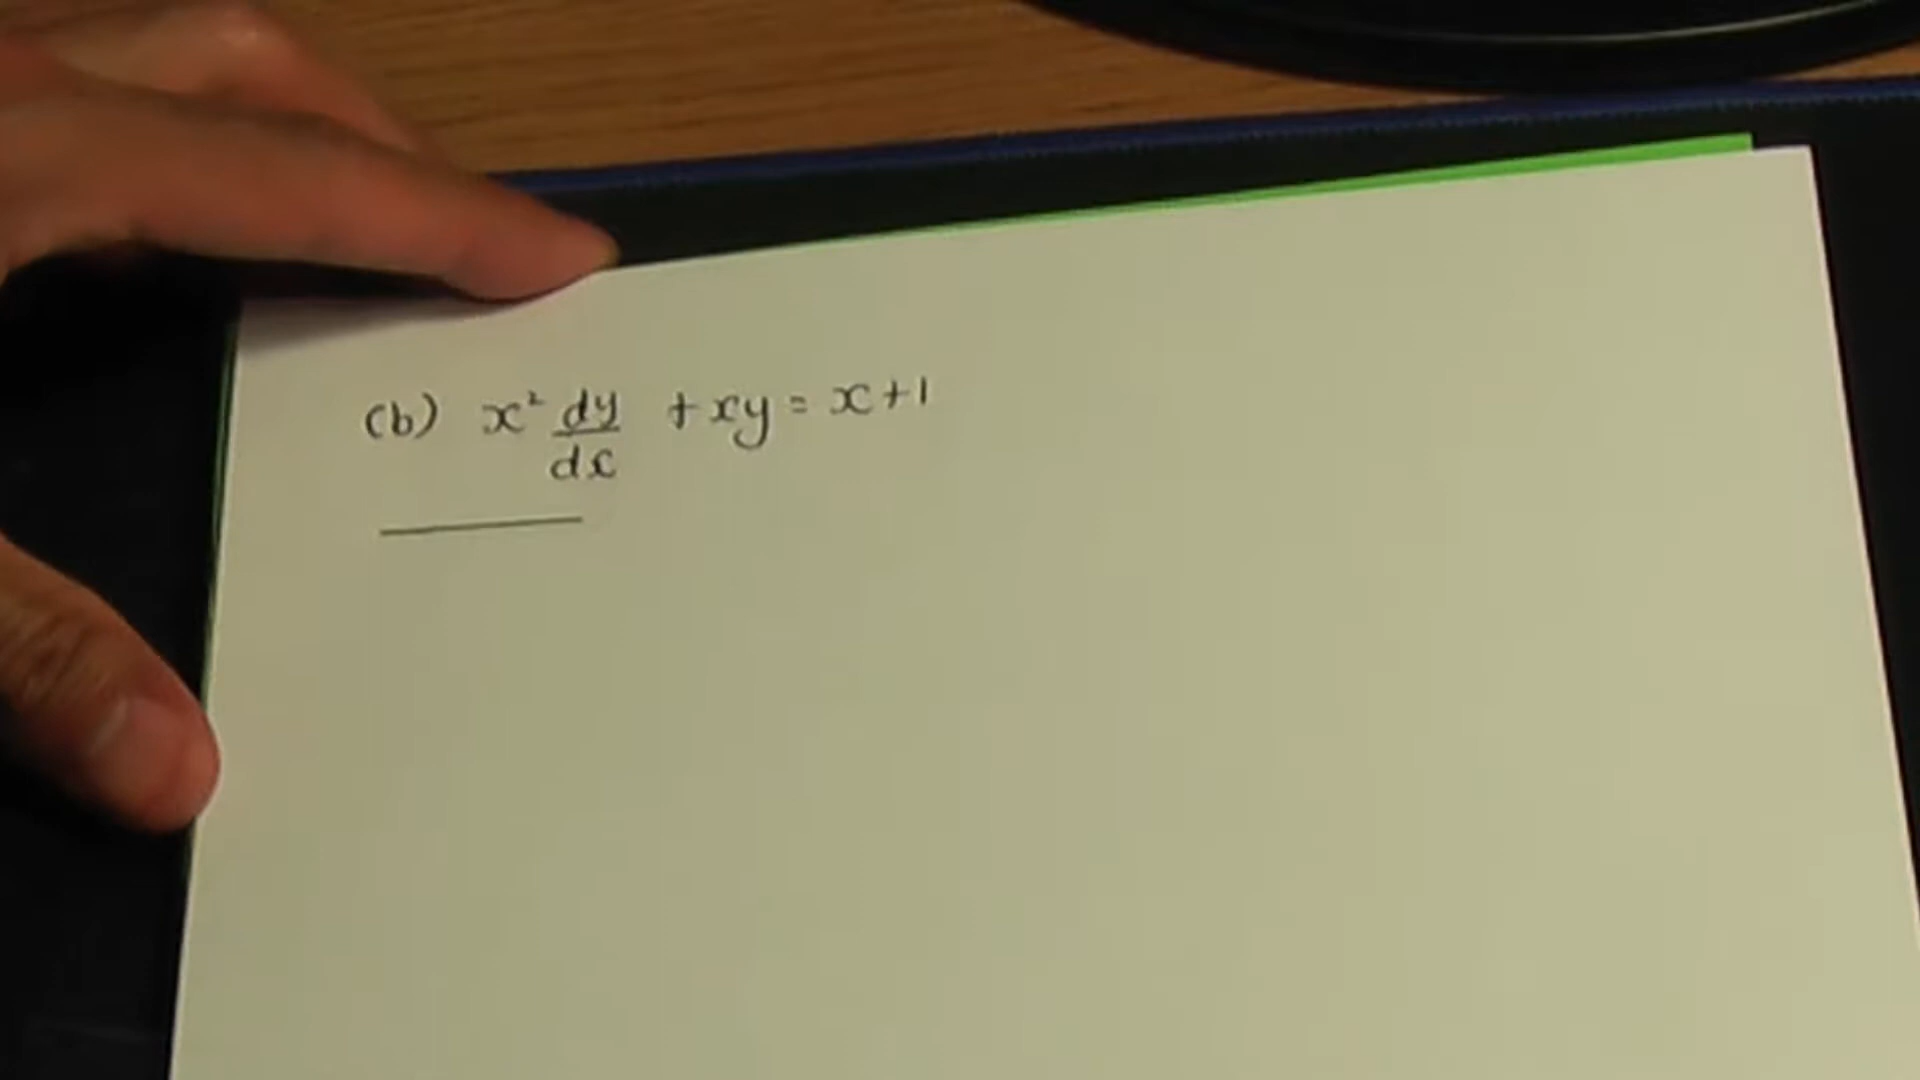 (b) x² dy/dx + xy = x+1